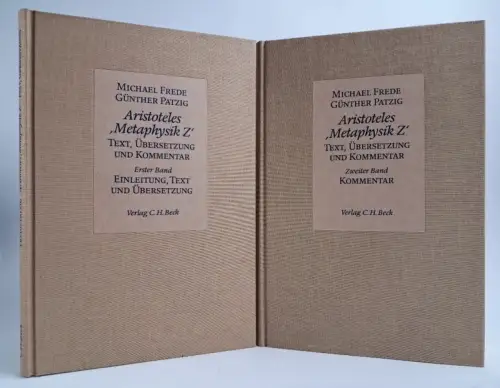 MICHAEL FREDE
GÜNTHER PATZIG
Aristoteles
‚Metaphysik Z‘
TEXT, ÜBERSETZUNG
UND KOMMENTAR
Erster Band
EINLEITUNG, TEXT
UND ÜBERSETZUNG
Verlag C. H. Beck
MICHAEL FREDE
GÜNTHER PATZIG
Aristoteles
‚Metaphysik Z‘
TEXT, ÜBERSETZUNG
UND KOMMENTAR
Zweiter Band
KOMMENTAR
Verlag C. H. Beck